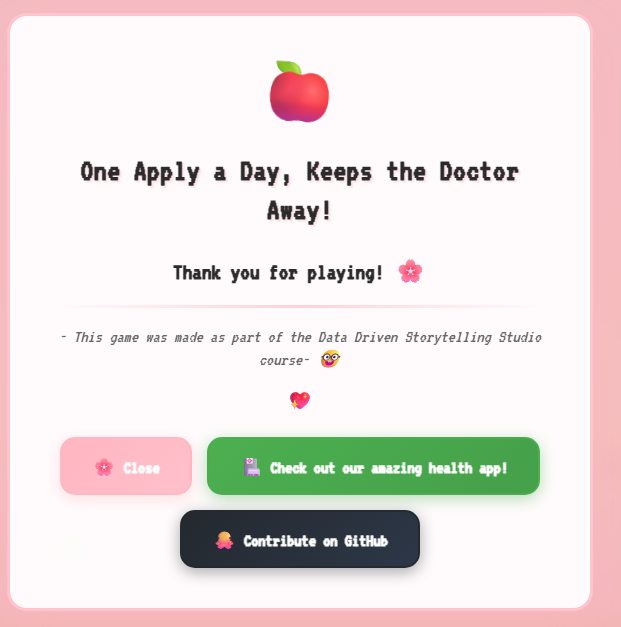 One Apply a Day, Keeps the Doctor
Away!
Thank you for playing!
- This game was made as part of the Data Driven Storytelling Studio
course-
Close
Check out our amazing health app!
Contribute on GitHub